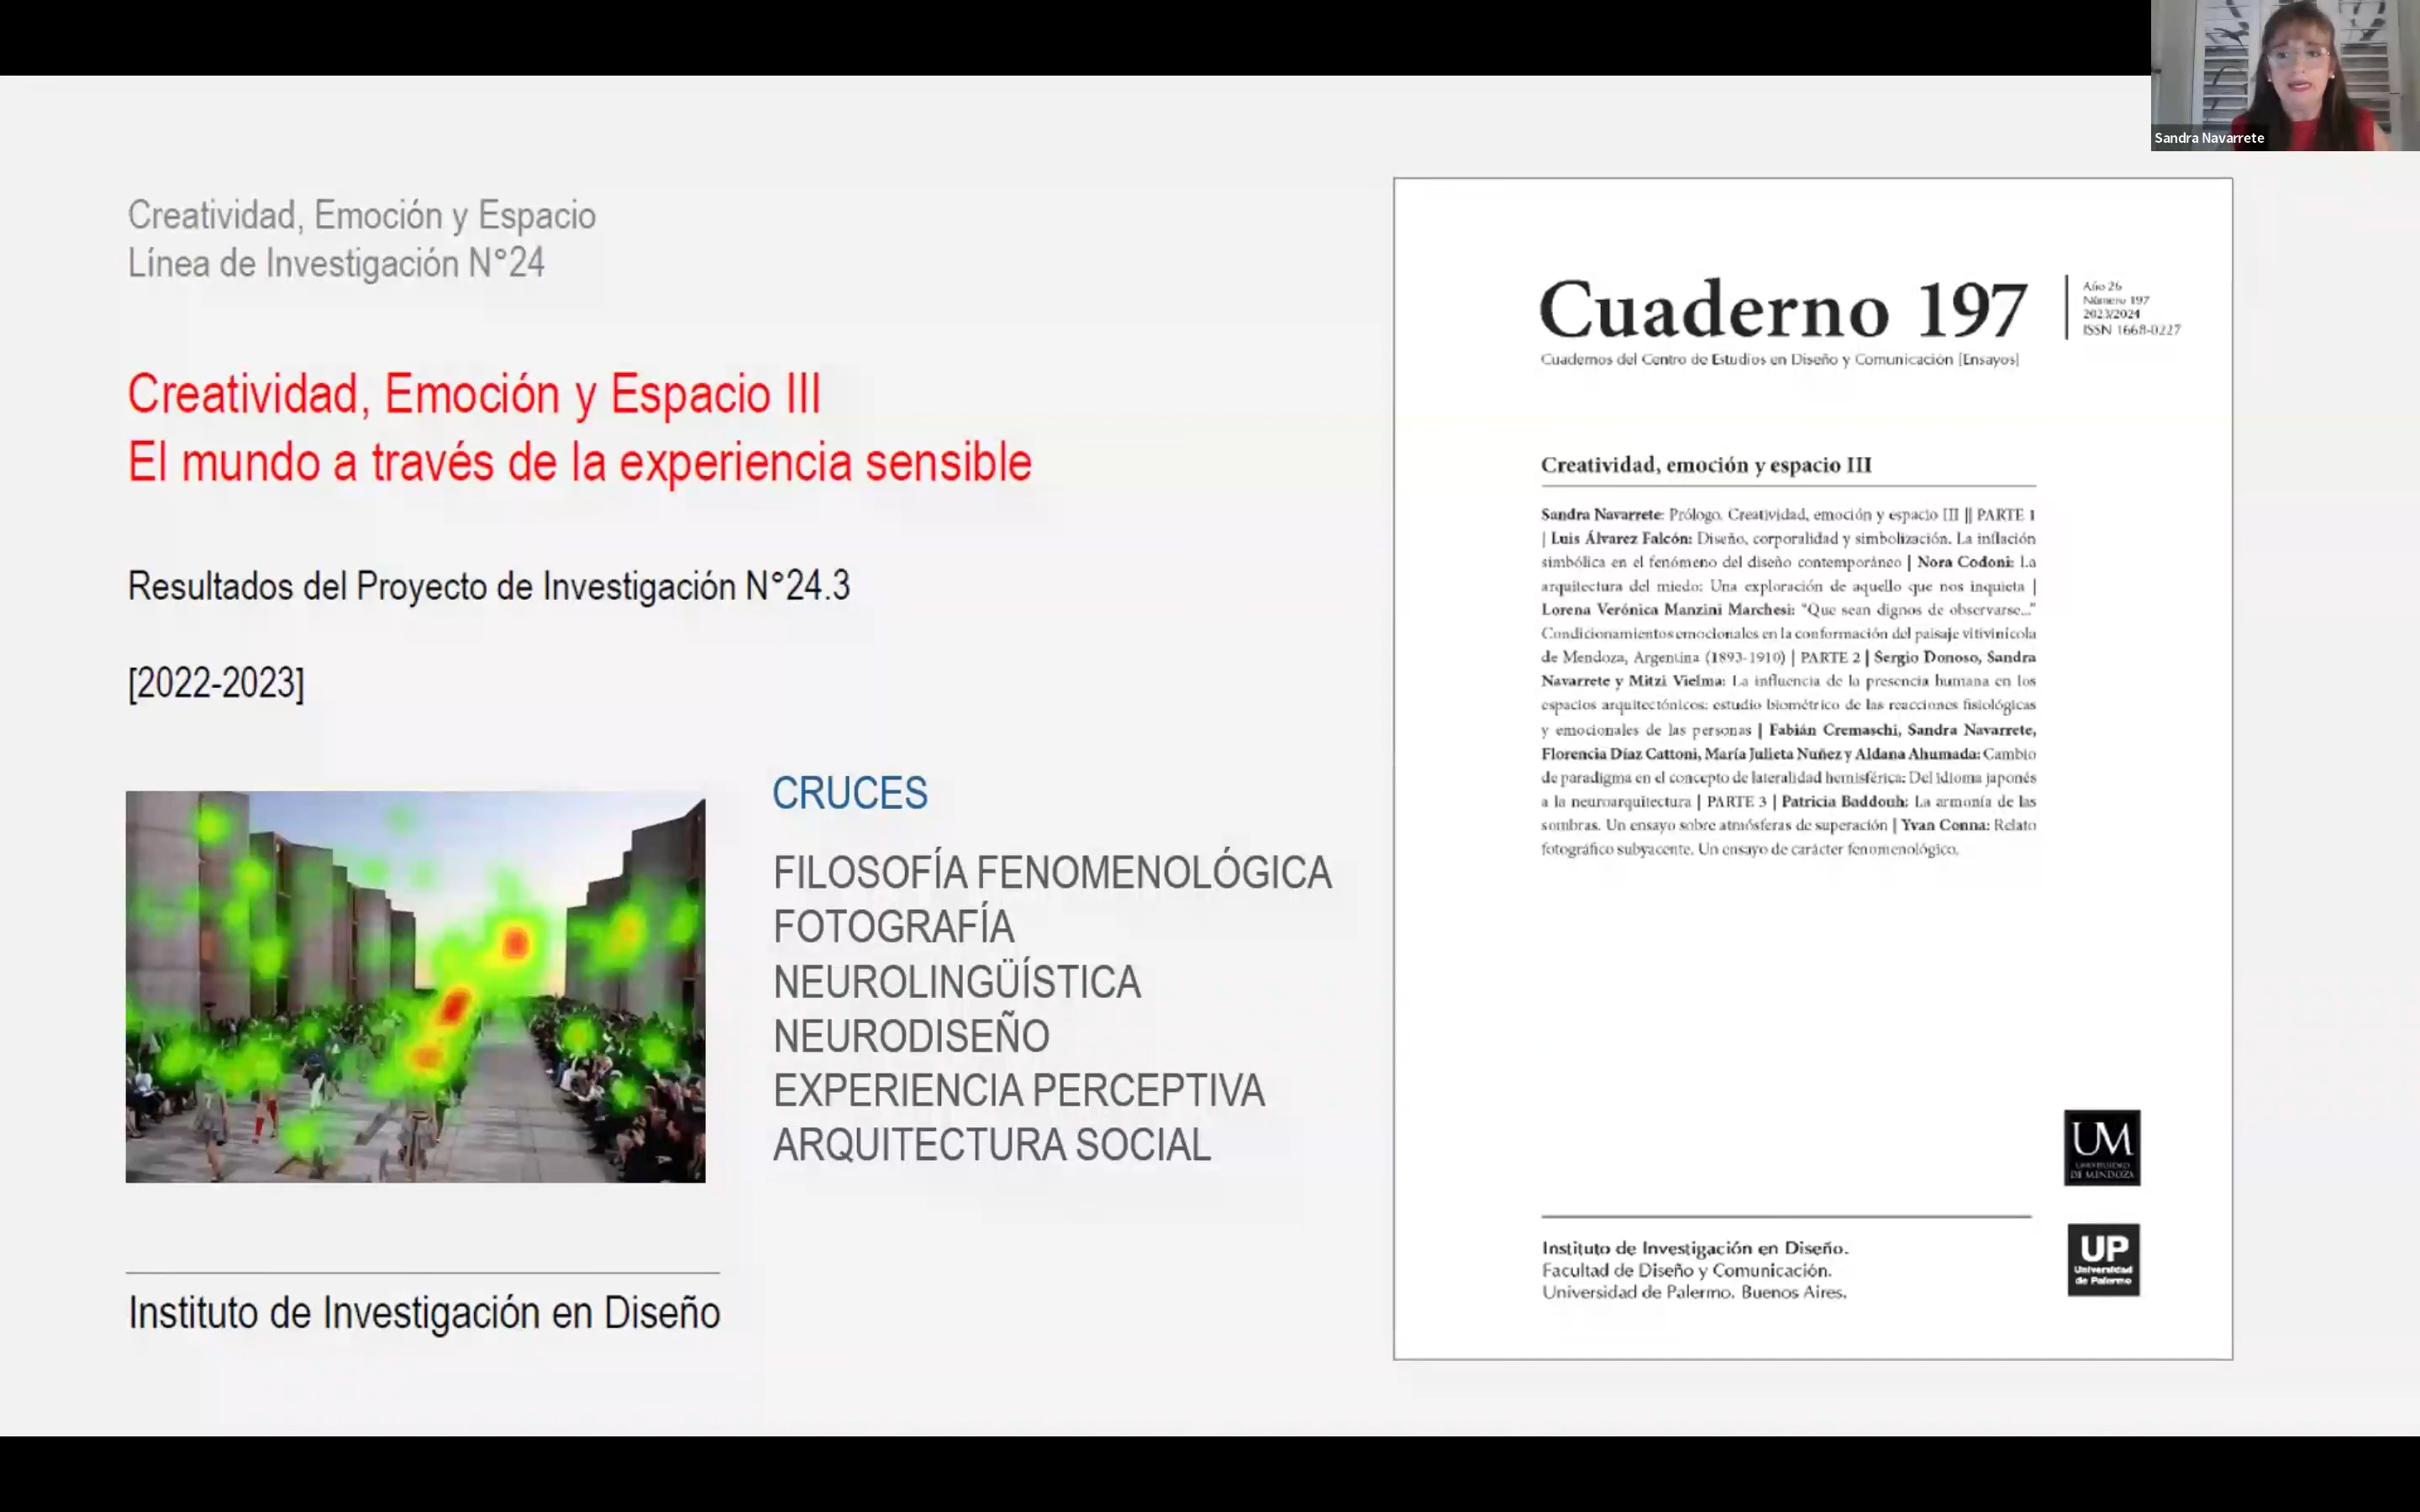 Sandra Navarrete
Creatividad, Emoción y Espacio
Línea de Investigación N°24
Creatividad, Emoción y Espacio III
El mundo a través de la experiencia sensible
Resultados del Proyecto de Investigación N°24.3
[2022-2023]
CRUCES
FILOSOFÍA FENOMENOLÓGICA
FOTOGRAFÍA
NEUROLINGÜÍSTICA
NEURODISEÑO
EXPERIENCIA PERCEPTIVA
ARQUITECTURA SOCIAL
Instituto de Investigación en Diseño
Cuaderno 197
Año 26
Número 197
2023/2024
ISSN 1668-0227
Cuadernos del Centro de Estudios en Diseño y Comunicación [Ensayos]
Creatividad, emoción y espacio III
Sandra Navarrete: Prólogo. Creatividad, emoción y espacio III || PARTE 1
| Luis Álvarez Falcón: Diseño, corporalidad y simbolización. La inflación
simbólica en el fenómeno del diseño contemporáneo | Nora Codoni: La
arquitectura del miedo: Una exploración de aquello que nos inquieta |
Lorena Verónica Manzini Marchesi: "Que sean dignos de observarse..."
Condicionamientos emocionales en la conformación del paisaje vitivinícola
de Mendoza, Argentina (1893-1910) | PARTE 2 | Sergio Donoso, Sandra
Navarrete y Mitzi Vielma: La influencia de la presencia humana en los
espacios arquitectónicos: estudio biométrico de las reacciones fisiológicas
y emocionales de las personas | Fabián Cremaschi, Sandra Navarrete,
Florencia Díaz Cattoni, María Julieta Nuñez y Aldana Ahumada: Cambio
de paradigma en el concepto de lateralidad hemisférica: Del idioma japonés
a la neuroarquitectura | PARTE 3 | Patricia Baddouh: La armonía de las
sombras. Un ensayo sobre atmósferas de superación | Yvan Conna: Relato
fotográfico subyacente. Un ensayo de carácter fenomenológico.
UM
UNIVERSIDAD
DE MENDOZA
UP
Universidad
de Palermo
Instituto de Investigación en Diseño.
Facultad de Diseño y Comunicación.
Universidad de Palermo. Buenos Aires.